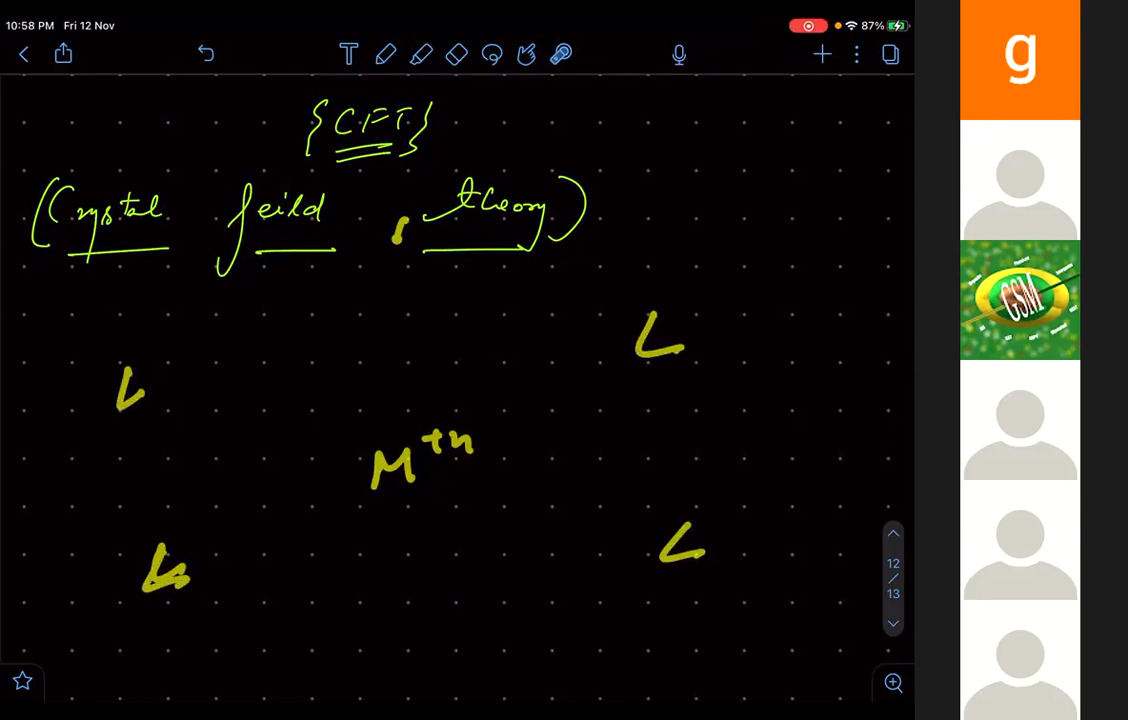 10:58 PM Fri 12 Nov
87%
g
{CFT}
(Crystal feild theory)
GSM
L
L
M+n
L
L
12
/
13